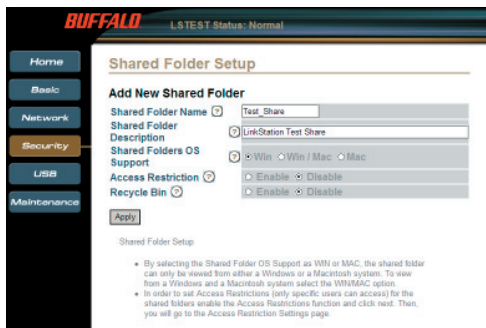 BUFFALO
LSTEST Status: Normal
Home
Basic
Network
Security
USB
Maintenance
Shared Folder Setup
Add New Shared Folder
Shared Folder Name ? Test_Share
Shared Folder
Description ? LinkStation Test Share
Shared Folders OS
Support ? Win Win / Mac Mac
Access Restriction ? Enable Disable
Recycle Bin ? Enable Disable
Apply
Shared Folder Setup
• By selecting the Shared Folder OS Support as WIN or MAC, the shared folder
can only be viewed from either a Windows or a Macintosh system. To view
from a Windows and a Macintosh system select the WIN/MAC option.
• In order to set Access Restrictions (only specific users can access) for the
shared folders enable the Access Restrictions function and click next. Then,
you will go to the Access Restriction Settings page.